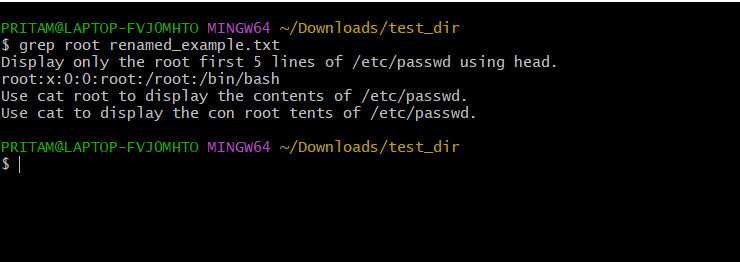 PRITAM@LAPTOP-FVJ0MHTO MINGW64 ~/Downloads/test_dir
$ grep root renamed_example.txt
Display only the root first 5 lines of /etc/passwd using head.
root:x:0:0:root:/root:/bin/bash
Use cat root to display the contents of /etc/passwd.
Use cat to display the con root tents of /etc/passwd.
PRITAM@LAPTOP-FVJ0MHTO MINGW64 ~/Downloads/test_dir
$